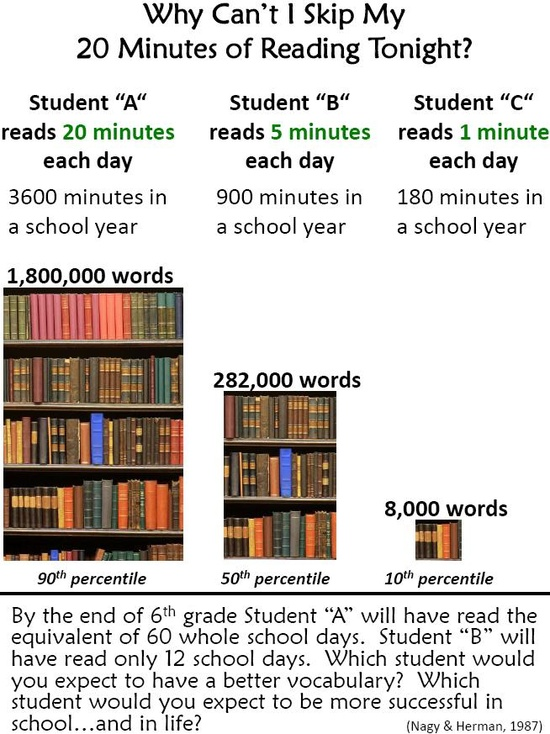 Why Can't I Skip My
20 Minutes of Reading Tonight?
Student “A“
reads 20 minutes
each day
3600 minutes in
a school year
1,800,000 words
90th percentile
Student “B“
reads 5 minutes
each day
900 minutes in
a school year
282,000 words
50th percentile
Student “C“
reads 1 minute
each day
180 minutes in
a school year
8,000 words
10th percentile
By the end of 6th grade Student “A” will have read the
equivalent of 60 whole school days.  Student “B” will
have read only 12 school days.  Which student would
you expect to have a better vocabulary?  Which
student would you expect to be more successful in
school...and in life?
(Nagy & Herman, 1987)